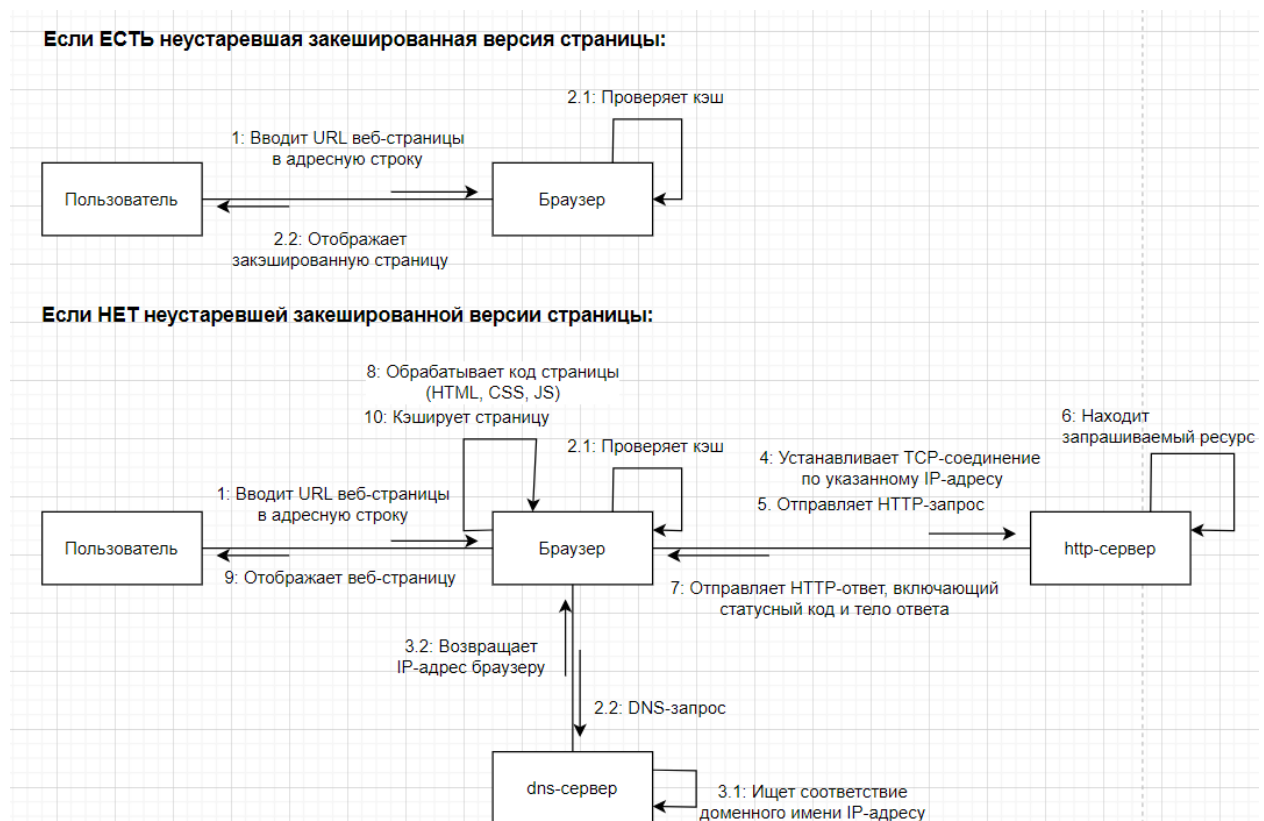 Если ЕСТЬ неустаревшая закешированная версия страницы:
2.1: Проверяет кэш
1: Вводит URL веб-страницы
в адресную строку
Пользователь
Браузер
2.2: Отображает
закэшированную страницу
Если НЕТ неустаревшей закешированной версии страницы:
8: Обрабатывает код страницы
(HTML, CSS, JS)
10: Кэширует страницу
2.1: Проверяет кэш
6: Находит
запрашиваемый ресурс
4: Устанавливает TCP-соединение
по указанному IP-адресу
5. Отправляет HTTP-запрос
1: Вводит URL веб-страницы
в адресную строку
Пользователь
Браузер
http-сервер
9: Отображает веб-страницу
7: Отправляет HTTP-ответ, включающий
статусный код и тело ответа
3.2: Возвращает
IP-адрес браузеру
2.2: DNS-запрос
dns-сервер
3.1: Ищет соответствие
доменного имени IP-адресу